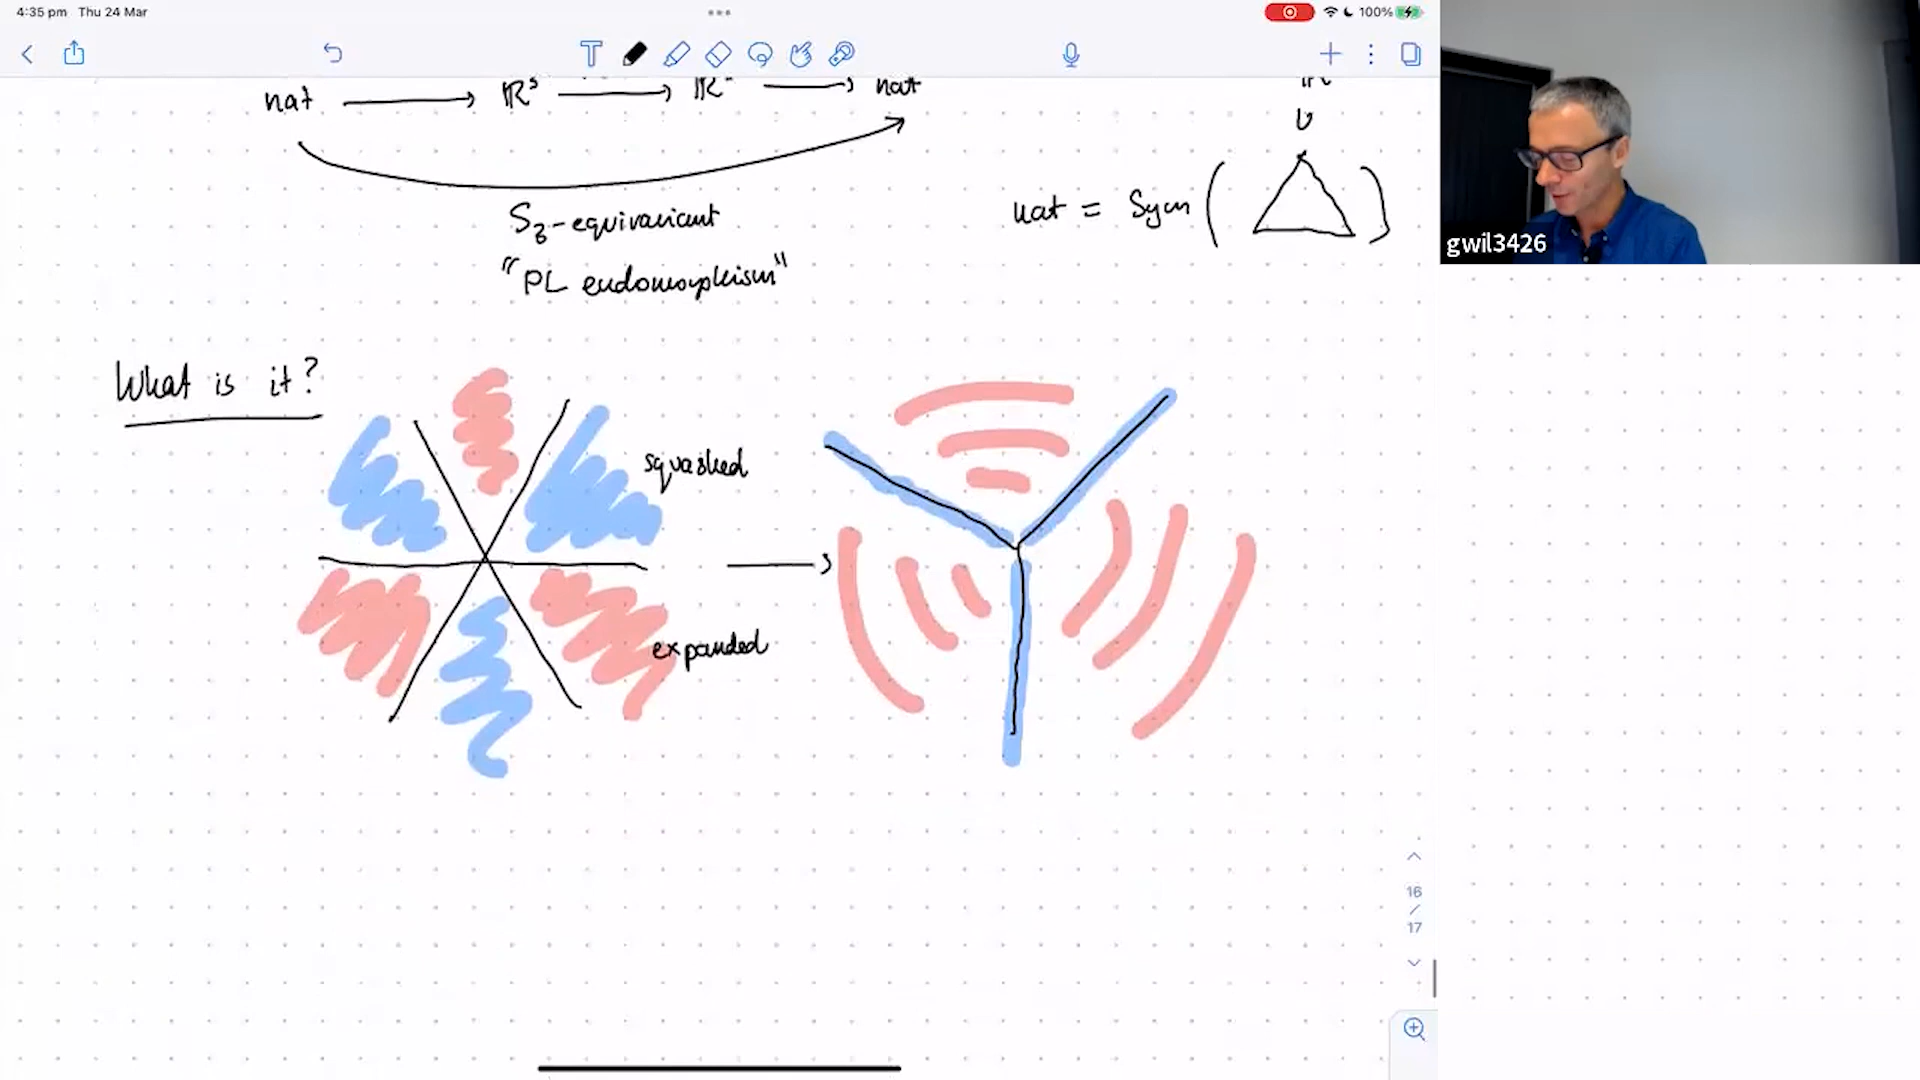 4:35 pm Thu 24 Mar
100%
nat → ℝ³ → ℝ → nat
S₃-equivariant
"PL endomorphism"
nat = Sym ( )
gwil3426
What is it?
squashed
expanded
16
/
17